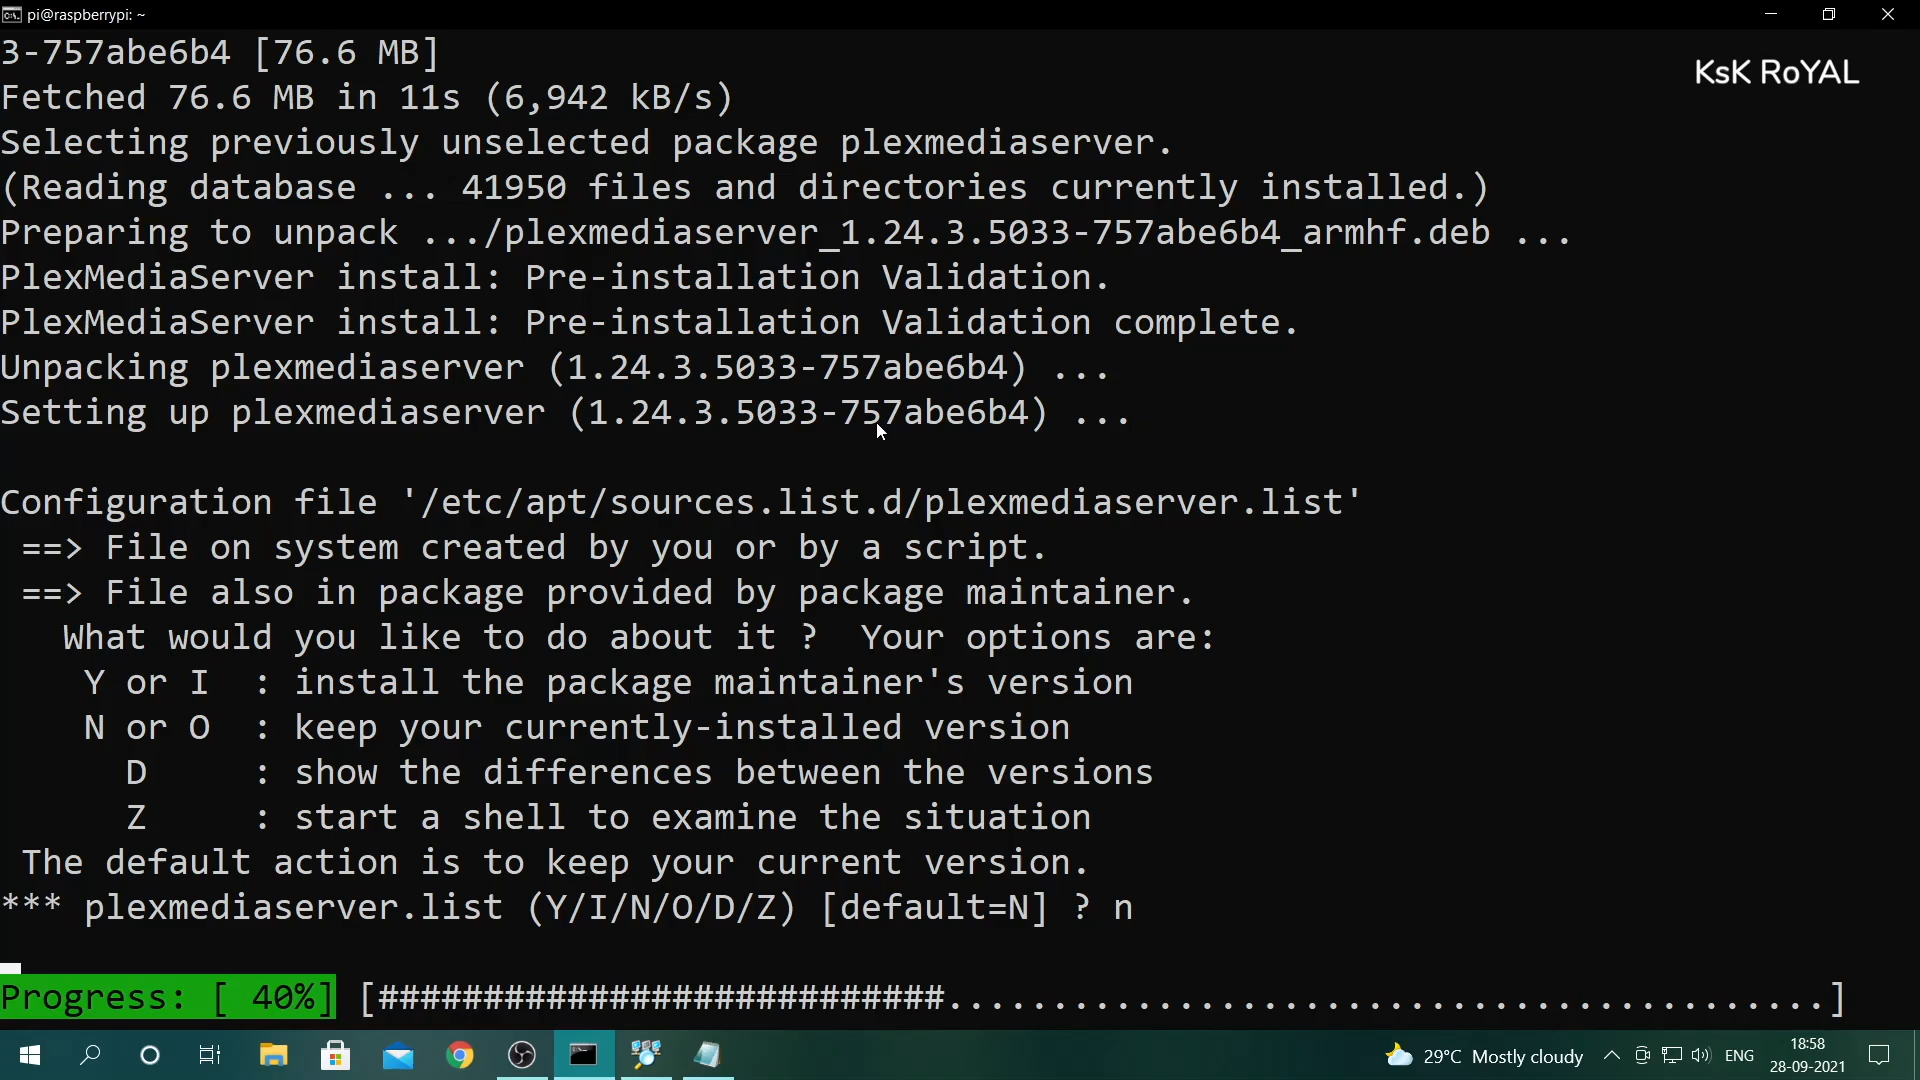 pi@raspberrypi: ~
3-757abe6b4 [76.6 MB]
KsK RoYAL
Fetched 76.6 MB in 11s (6,942 kB/s)
Selecting previously unselected package plexmediaserver.
(Reading database ... 41950 files and directories currently installed.)
Preparing to unpack .../plexmediaserver_1.24.3.5033-757abe6b4_armhf.deb ...
PlexMediaServer install: Pre-installation Validation.
PlexMediaServer install: Pre-installation Validation complete.
Unpacking plexmediaserver (1.24.3.5033-757abe6b4) ...
Setting up plexmediaserver (1.24.3.5033-757abe6b4) ...
Configuration file '/etc/apt/sources.list.d/plexmediaserver.list'
==> File on system created by you or by a script.
==> File also in package provided by package maintainer.
What would you like to do about it ?  Your options are:
Y or I  : install the package maintainer's version
N or O  : keep your currently-installed version
D     : show the differences between the versions
Z     : start a shell to examine the situation
The default action is to keep your current version.
*** plexmediaserver.list (Y/I/N/O/D/Z) [default=N] ? n
Progress: [ 40%] [###########################..........................................]
29°C Mostly cloudy
ENG
18:58
28-09-2021